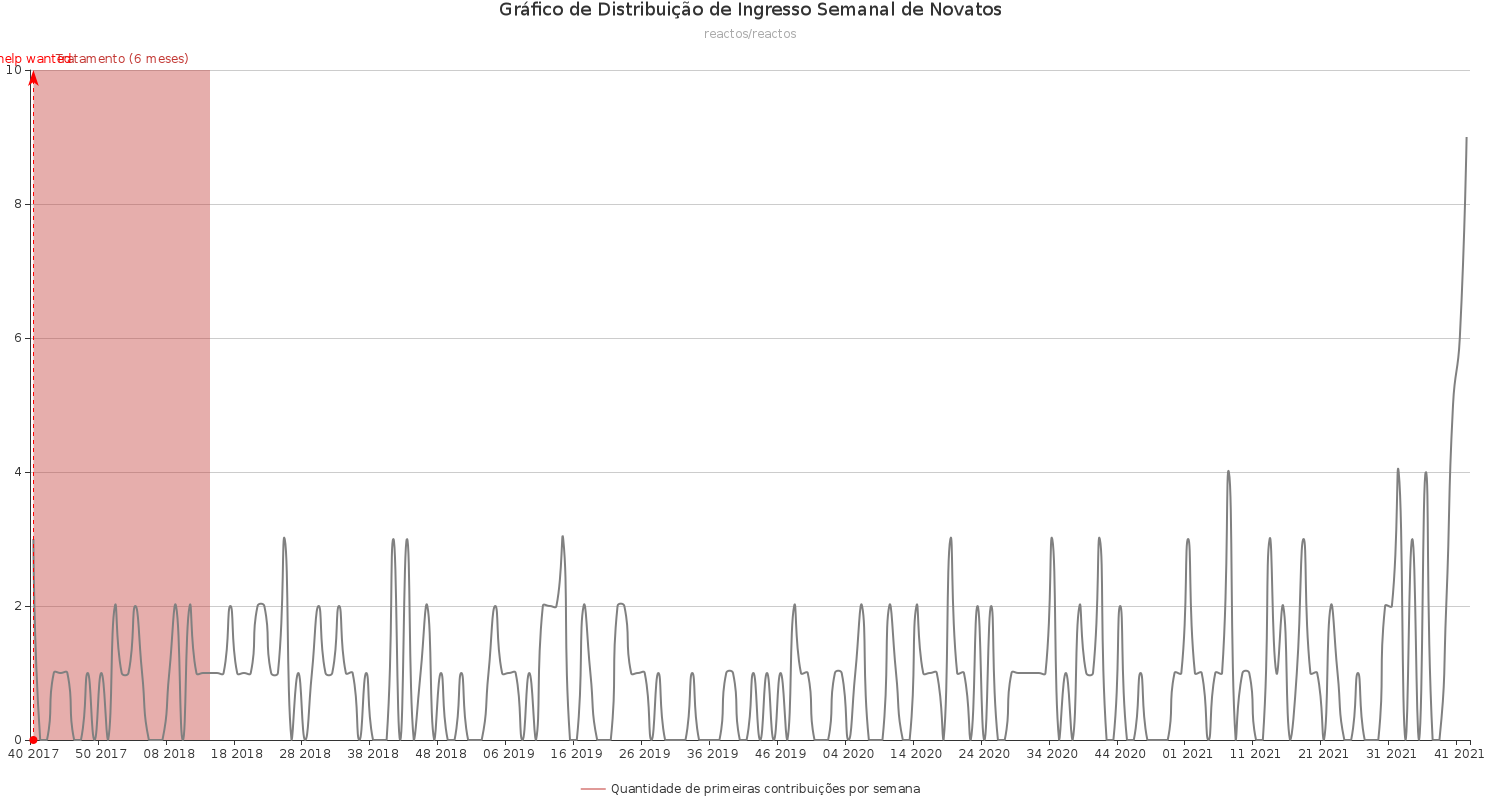 Gráfico de Distribuição de Ingresso Semanal de Novatos
reactos/reactos
help wanted
Tratamento (6 meses)
10
8
6
4
2
0
40 2017 50 2017 08 2018 18 2018 28 2018 38 2018 48 2018 06 2019 16 2019 26 2019 36 2019 46 2019 04 2020 14 2020 24 2020 34 2020 44 2020 01 2021 11 2021 21 2021 31 2021 41 2021
Quantidade de primeiras contribuições por semana